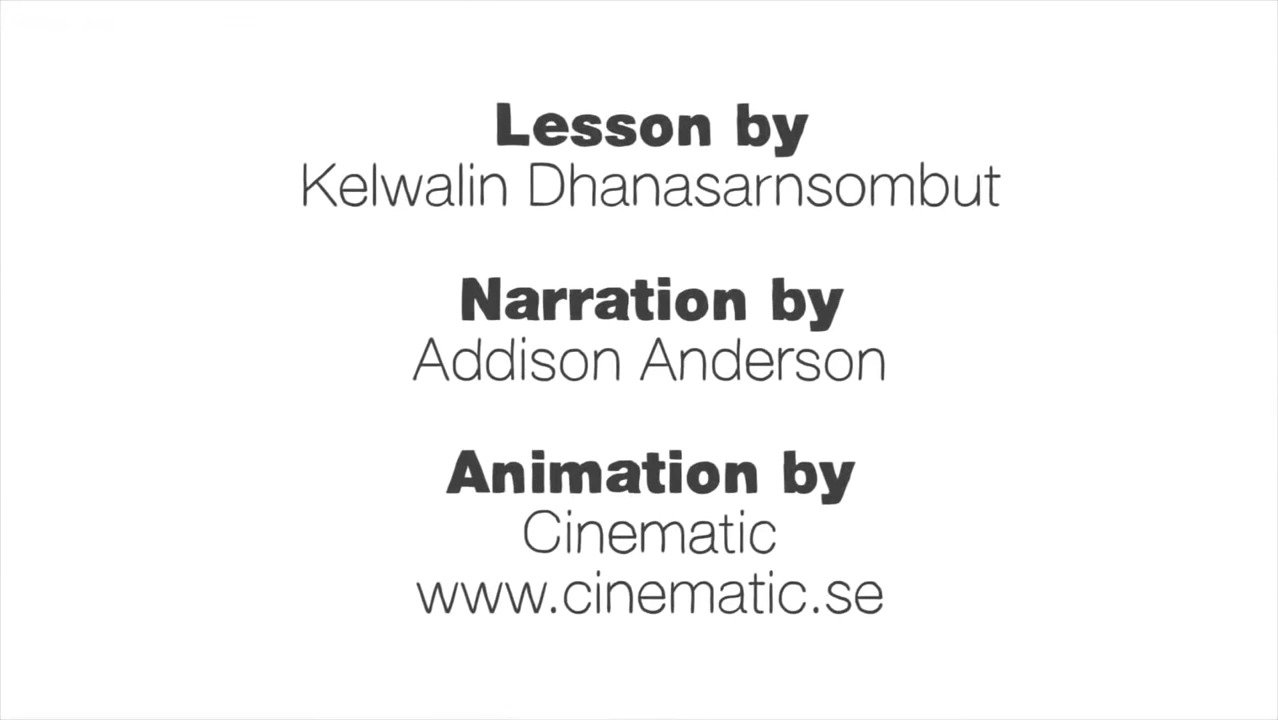 Lesson by
Kelwalin Dhanasarnsombut
Narration by
Addison Anderson
Animation by
Cinematic
www.cinematic.se